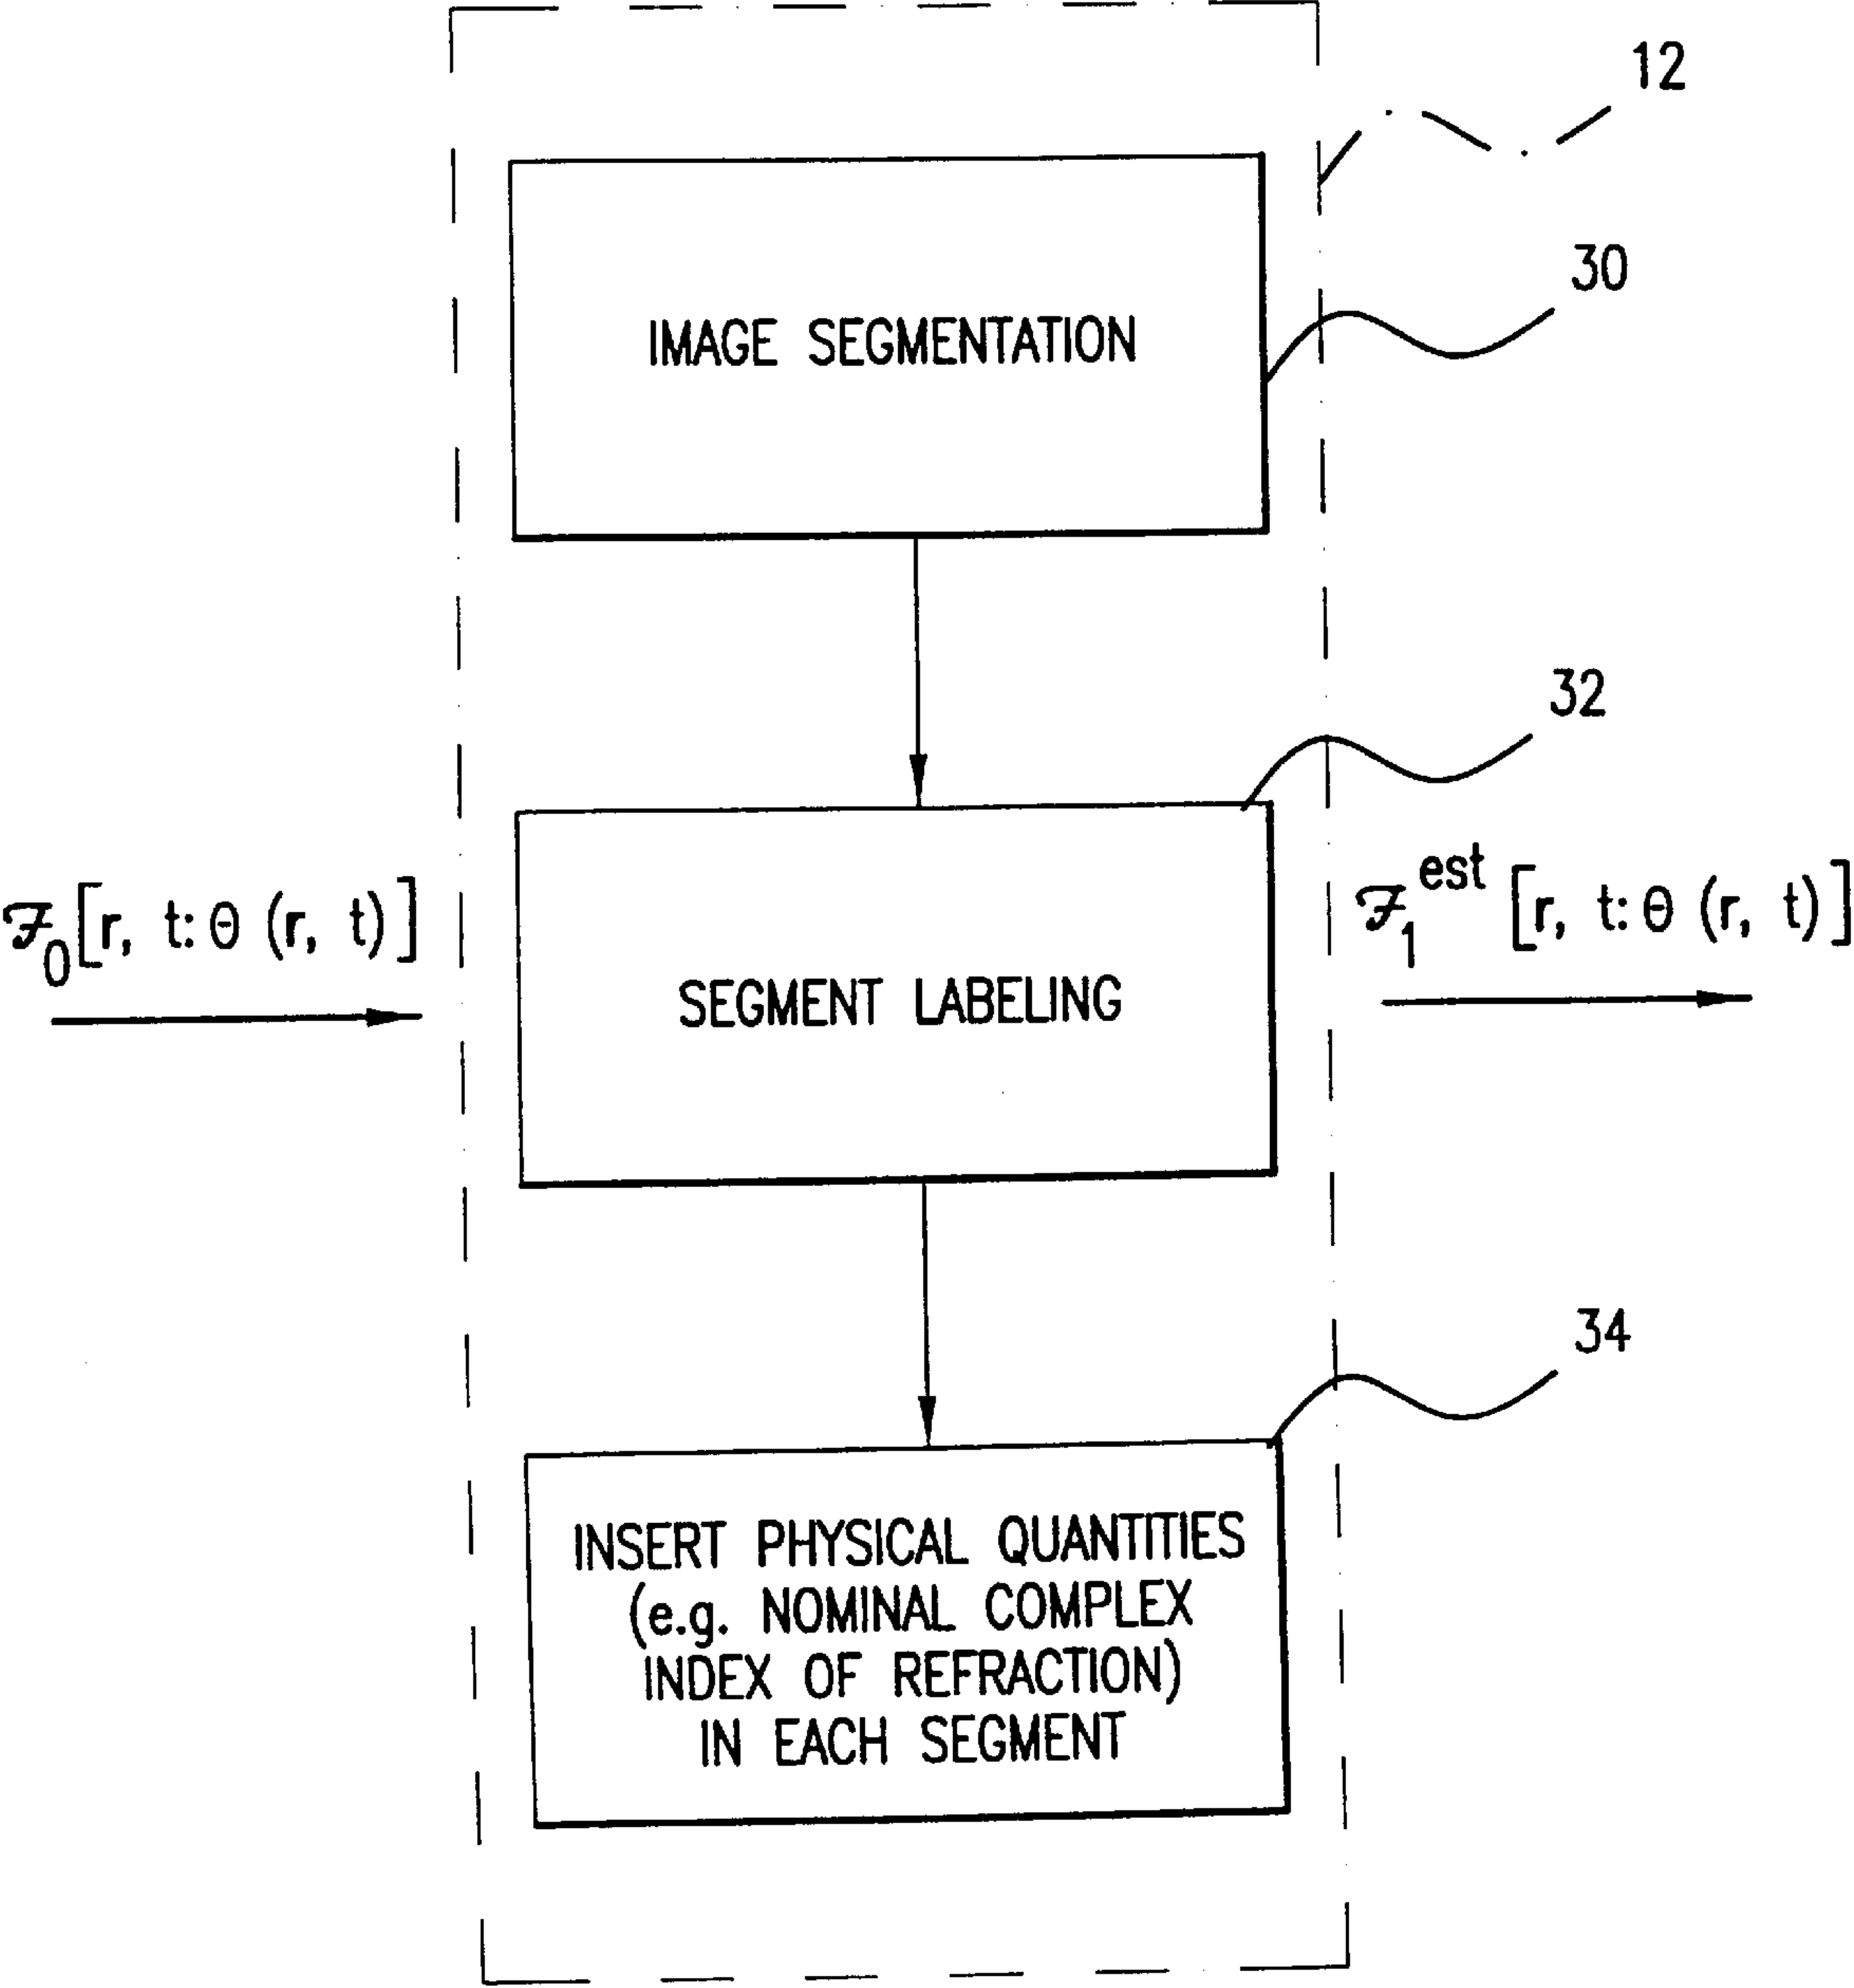 12
30
IMAGE SEGMENTATION
32
ℱ₀[r, t:θ (r, t)]
ℱ₁ᵉˢᵗ [r, t:θ (r, t)]
SEGMENT LABELING
34
INSERT PHYSICAL QUANTITIES
(e.g. NOMINAL COMPLEX
INDEX OF REFRACTION)
IN EACH SEGMENT